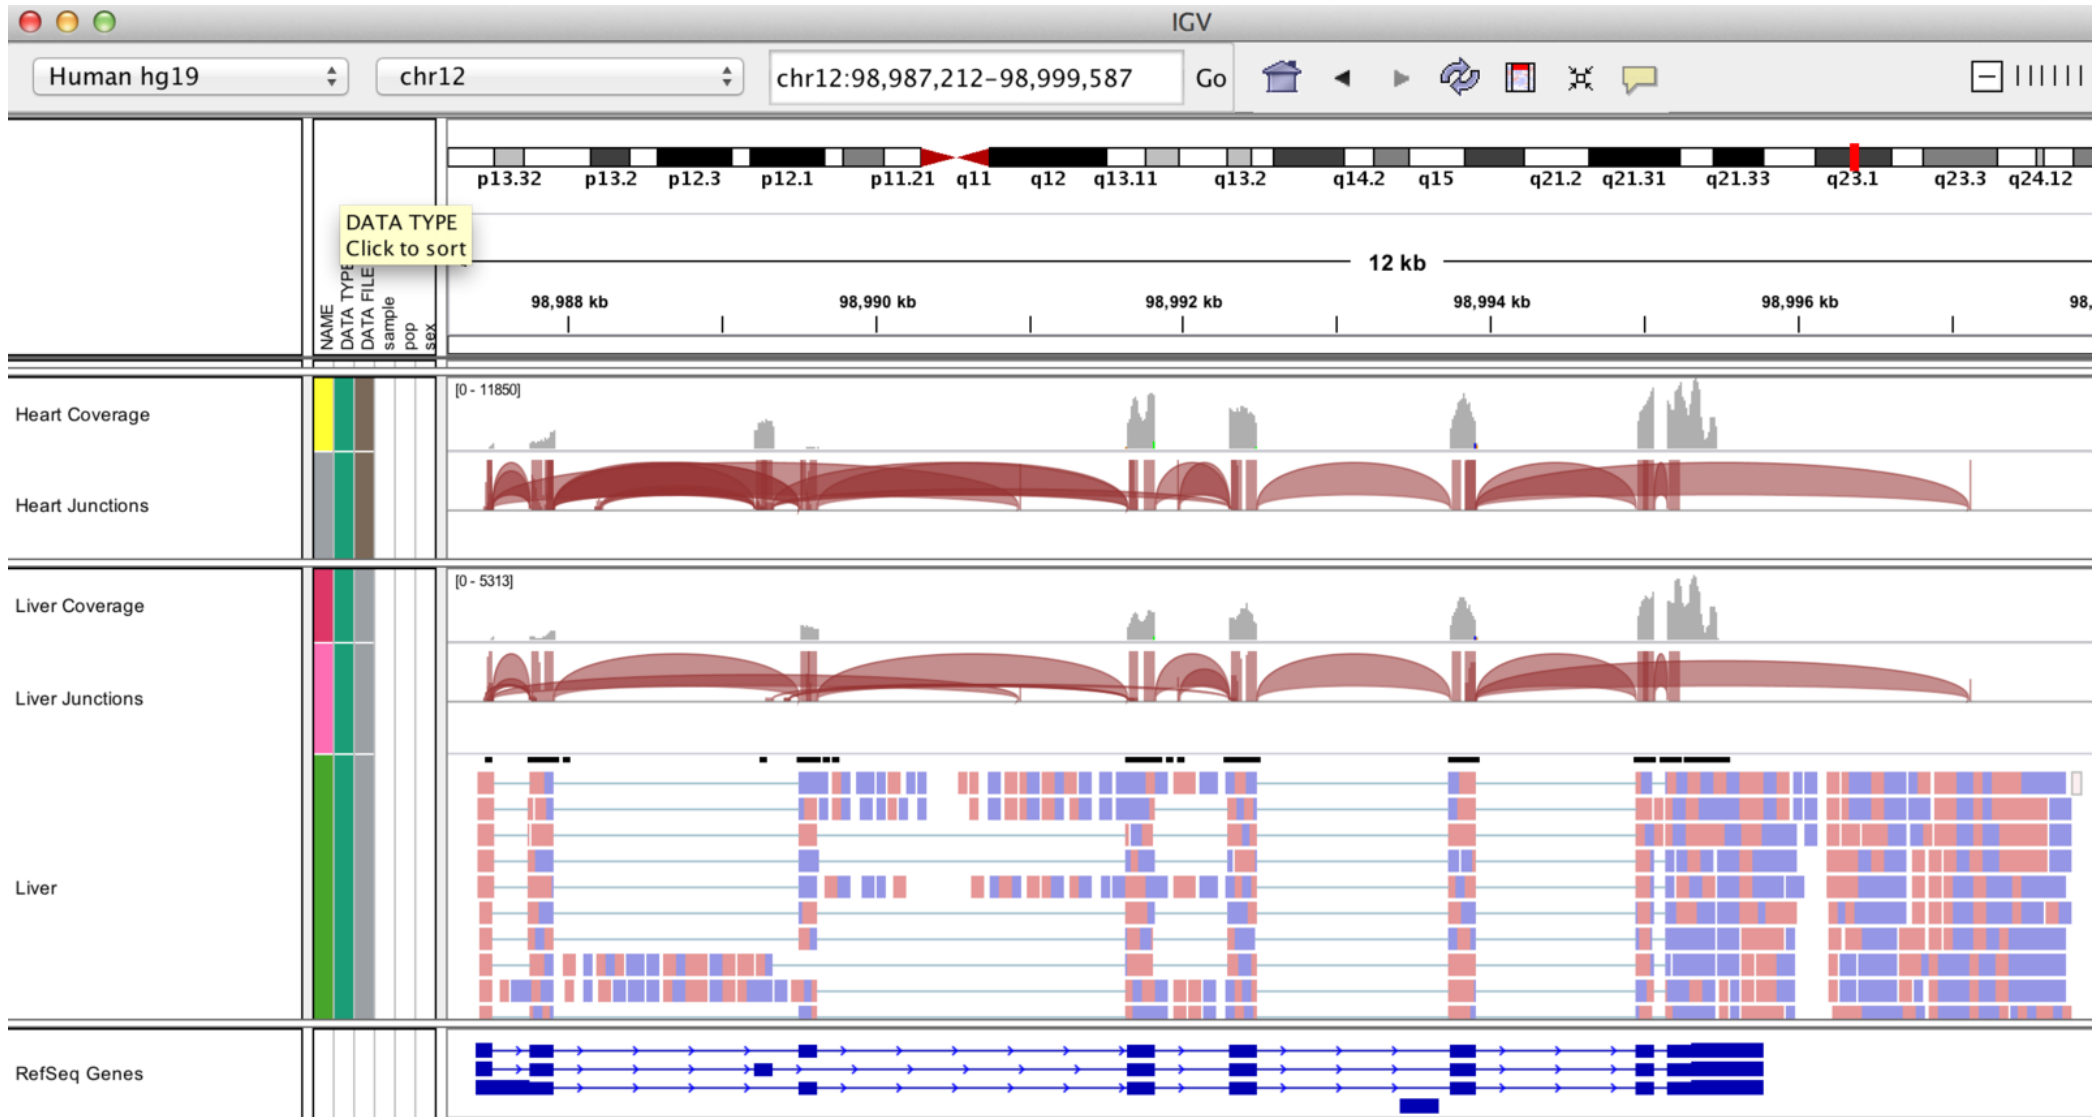 IGV
Human hg19 chr12 chr12:98,987,212-98,999,587 Go
p13.32 p13.2 p12.3 p12.1 p11.21 q11 q12 q13.11 q13.2 q14.2 q15 q21.2 q21.31 q21.33 q23.1 q23.3 q24.12
DATA TYPE
Click to sort
12 kb
98,988 kb 98,990 kb 98,992 kb 98,994 kb 98,996 kb 98,
NAME
DATA TYPE
DATA FILE
sample
pop
sex
[0 - 11850]
Heart Coverage
Heart Junctions
[0 - 5313]
Liver Coverage
Liver Junctions
Liver
RefSeq Genes